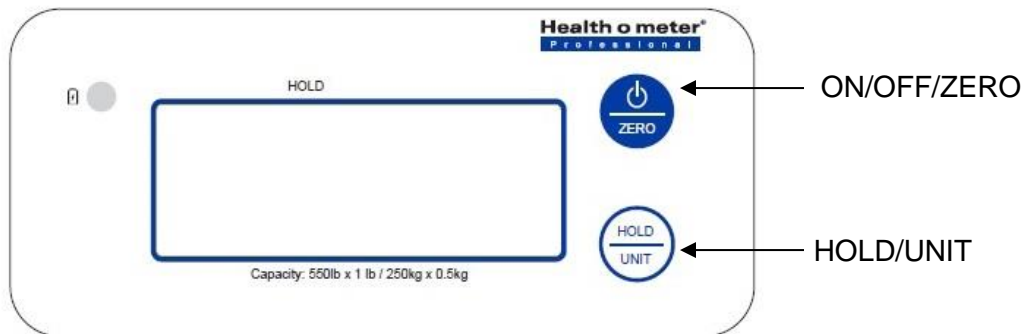 Health o meter®
Professional
HOLD
ZERO
ON/OFF/ZERO
HOLD
UNIT
HOLD/UNIT
Capacity: 550lb x 1 lb / 250kg x 0.5kg